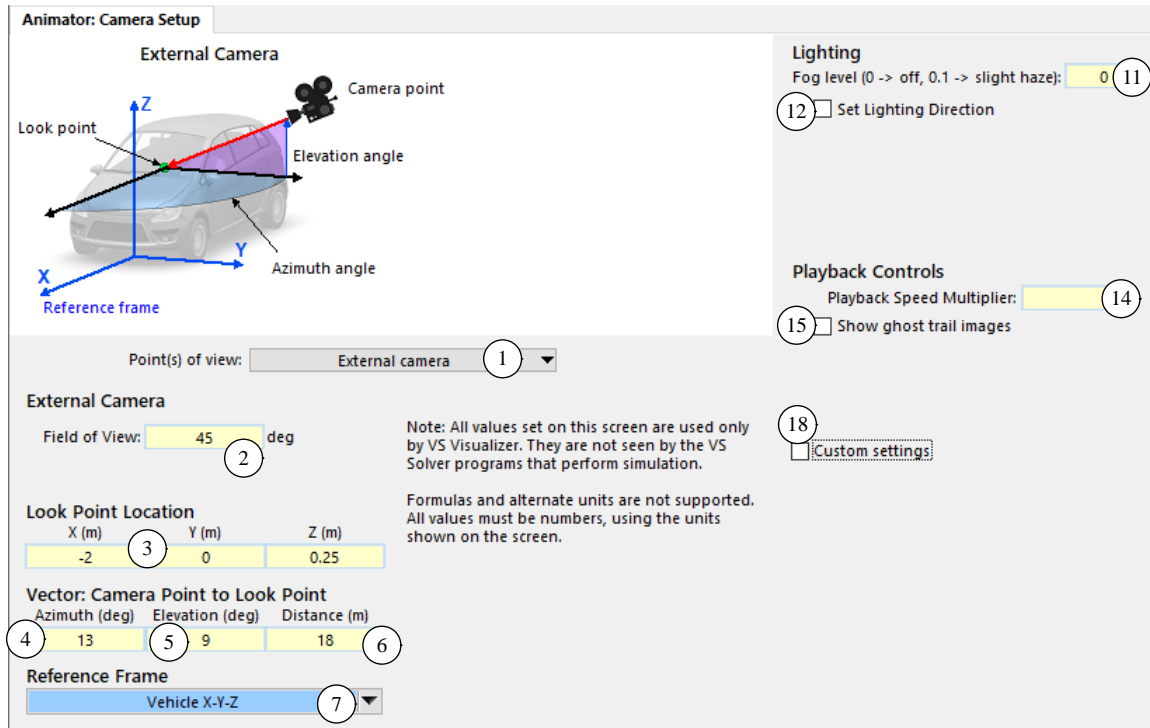 Animator: Camera Setup
External Camera
Z
Camera point
Look point
Elevation angle
Y
X
Azimuth angle
Reference frame
Point(s) of view: External camera 1
External Camera
Field of View: 45 deg
2
Look Point Location
X (m) Y (m) Z (m)
3
-2 0 0.25
Vector: Camera Point to Look Point
Azimuth (deg) Elevation (deg) Distance (m)
4 13 5 9 18 6
Reference Frame
Vehicle X-Y-Z 7
Note: All values set on this screen are used only
by VS Visualizer. They are not seen by the VS
Solver programs that perform simulation.
Formulas and alternate units are not supported.
All values must be numbers, using the units
shown on the screen.
Lighting
Fog level (0 -> off, 0.1 -> slight haze): 0 11
12 Set Lighting Direction
Playback Controls
Playback Speed Multiplier: 14
15 Show ghost trail images
18
Custom settings